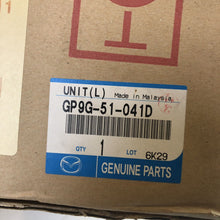 UNIT(L) Made in Malaysia
GP9G-51-041D
QTY LOT
1 6K29
GENUINE PARTS